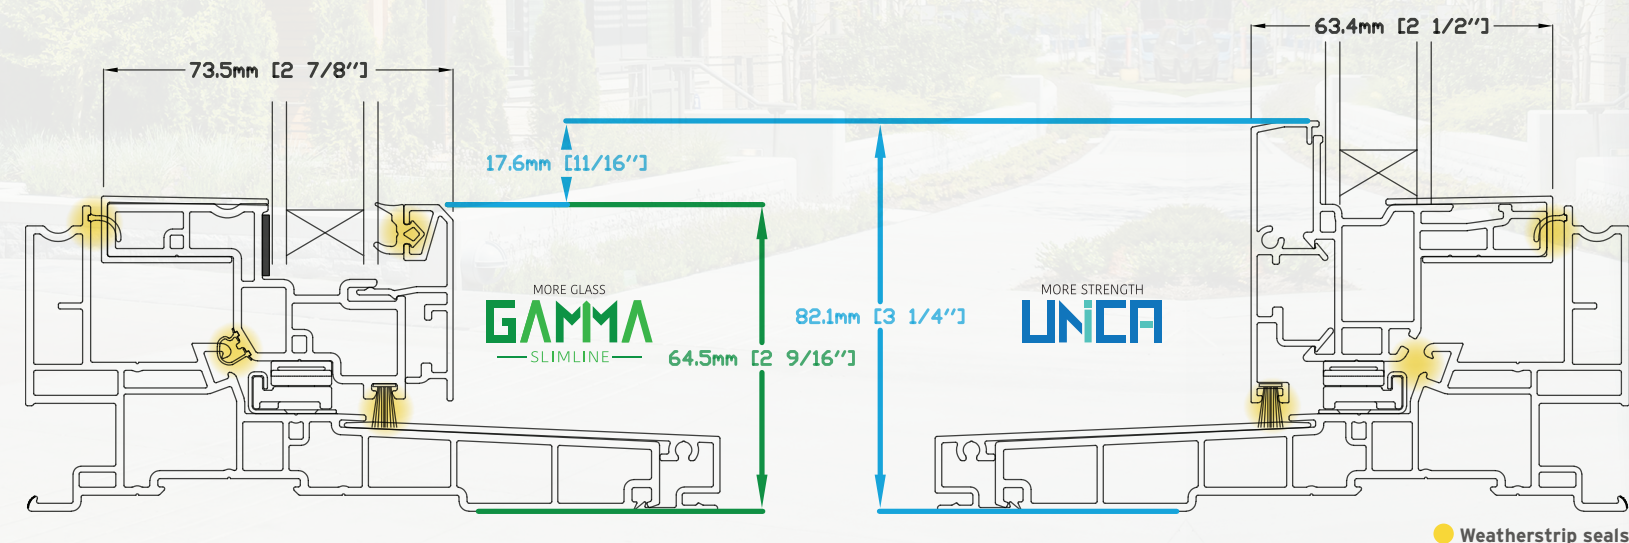 63.4mm [2 1/2″]
73.5mm [2 7/8″]
17.6mm [11/16″]
MORE GLASS
GAMMA
SLIMLINE
MORE STRENGTH
UNiCA
82.1mm [3 1/4″]
64.5mm [2 9/16″]
Weatherstrip seals